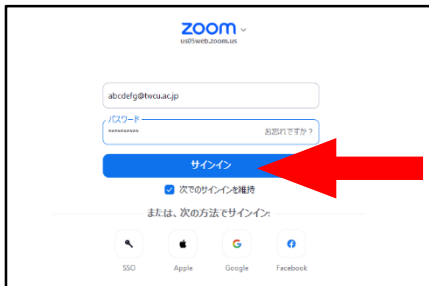 zoom
us05web.zoom.us
abcdefg@twcu.ac.jp
パスワード
**********
お忘れですか？
サインイン
次でのサインインを維持
または、次の方法でサインイン:
SSO Apple Google Facebook